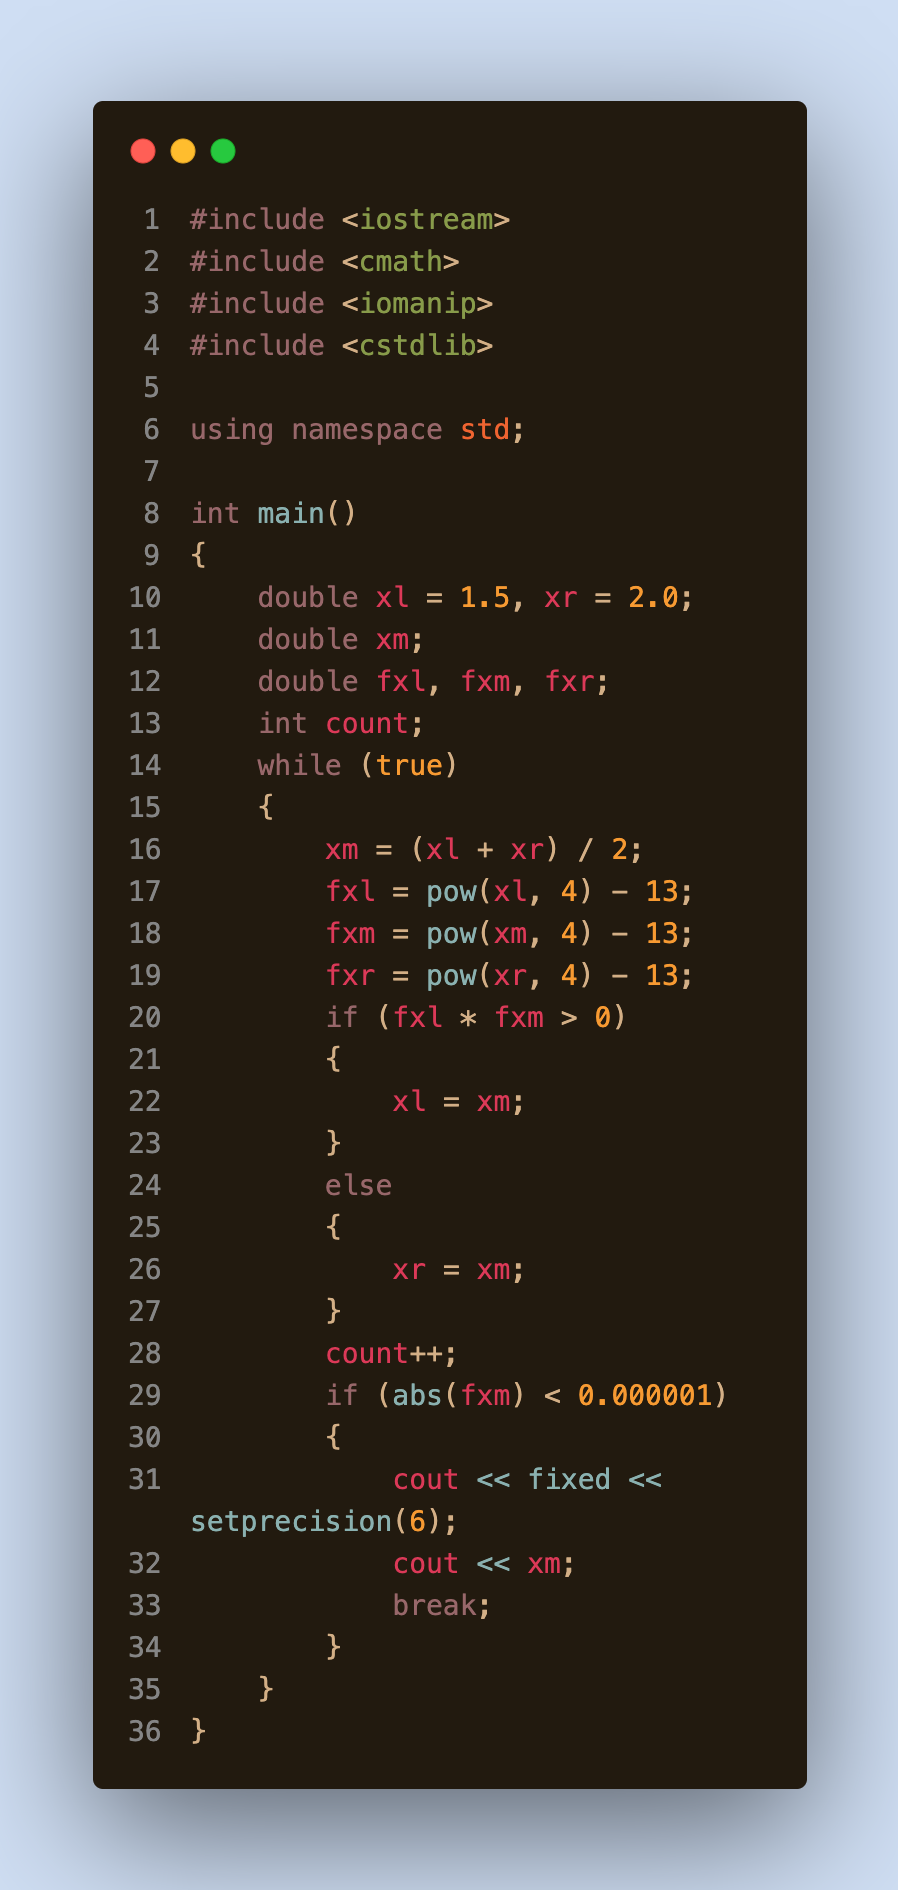 1 #include <iostream>
2 #include <cmath>
3 #include <iomanip>
4 #include <cstdlib>
5
6 using namespace std;
7
8 int main()
9 {
10     double xl = 1.5, xr = 2.0;
11     double xm;
12     double fxl, fxm, fxr;
13     int count;
14     while (true)
15     {
16         xm = (xl + xr) / 2;
17         fxl = pow(xl, 4) - 13;
18         fxm = pow(xm, 4) - 13;
19         fxr = pow(xr, 4) - 13;
20         if (fxl * fxm > 0)
21         {
22             xl = xm;
23         }
24         else
25         {
26             xr = xm;
27         }
28         count++;
29         if (abs(fxm) < 0.000001)
30         {
31             cout << fixed <<
setprecision(6);
32             cout << xm;
33             break;
34         }
35     }
36 }